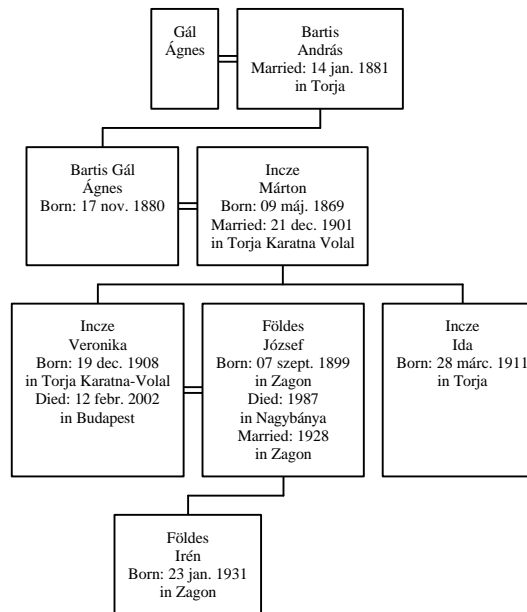 Gál
Ágnes
Bartis
András
Married: 14 jan. 1881
in Torja
Bartis Gál
Ágnes
Born: 17 nov. 1880
Incze
Márton
Born: 09 máj. 1869
Married: 21 dec. 1901
in Torja Karatna Volal
Incze
Veronika
Born: 19 dec. 1908
in Torja Karatna-Volal
Died: 12 febr. 2002
in Budapest
Földes
József
Born: 07 szept. 1899
in Zagon
Died: 1987
in Nagybánya
Married: 1928
in Zagon
Incze
Ida
Born: 28 márc. 1911
in Torja
Földes
Irén
Born: 23 jan. 1931
in Zagon